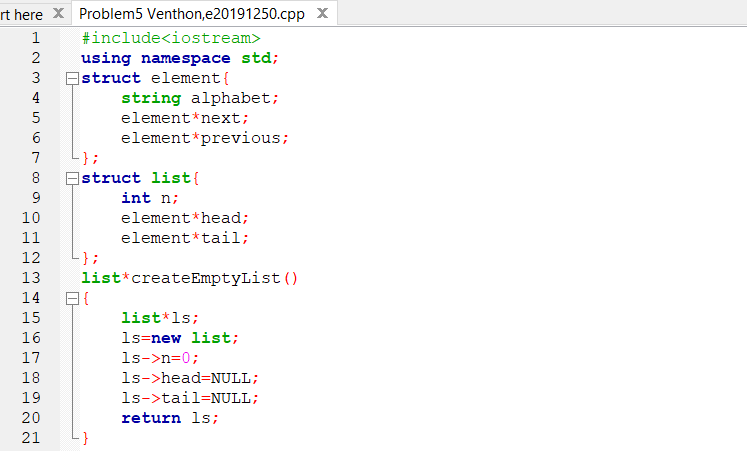 rt here X Problem5 Venthon,e20191250.cpp X
1 #include<iostream>
2 using namespace std;
3 struct element{
4 string alphabet;
5 element*next;
6 element*previous;
7 };
8 struct list{
9 int n;
10 element*head;
11 element*tail;
12 };
13 list*createEmptyList()
14 {
15 list*ls;
16 ls=new list;
17 ls->n=0;
18 ls->head=NULL;
19 ls->tail=NULL;
20 return ls;
21 }